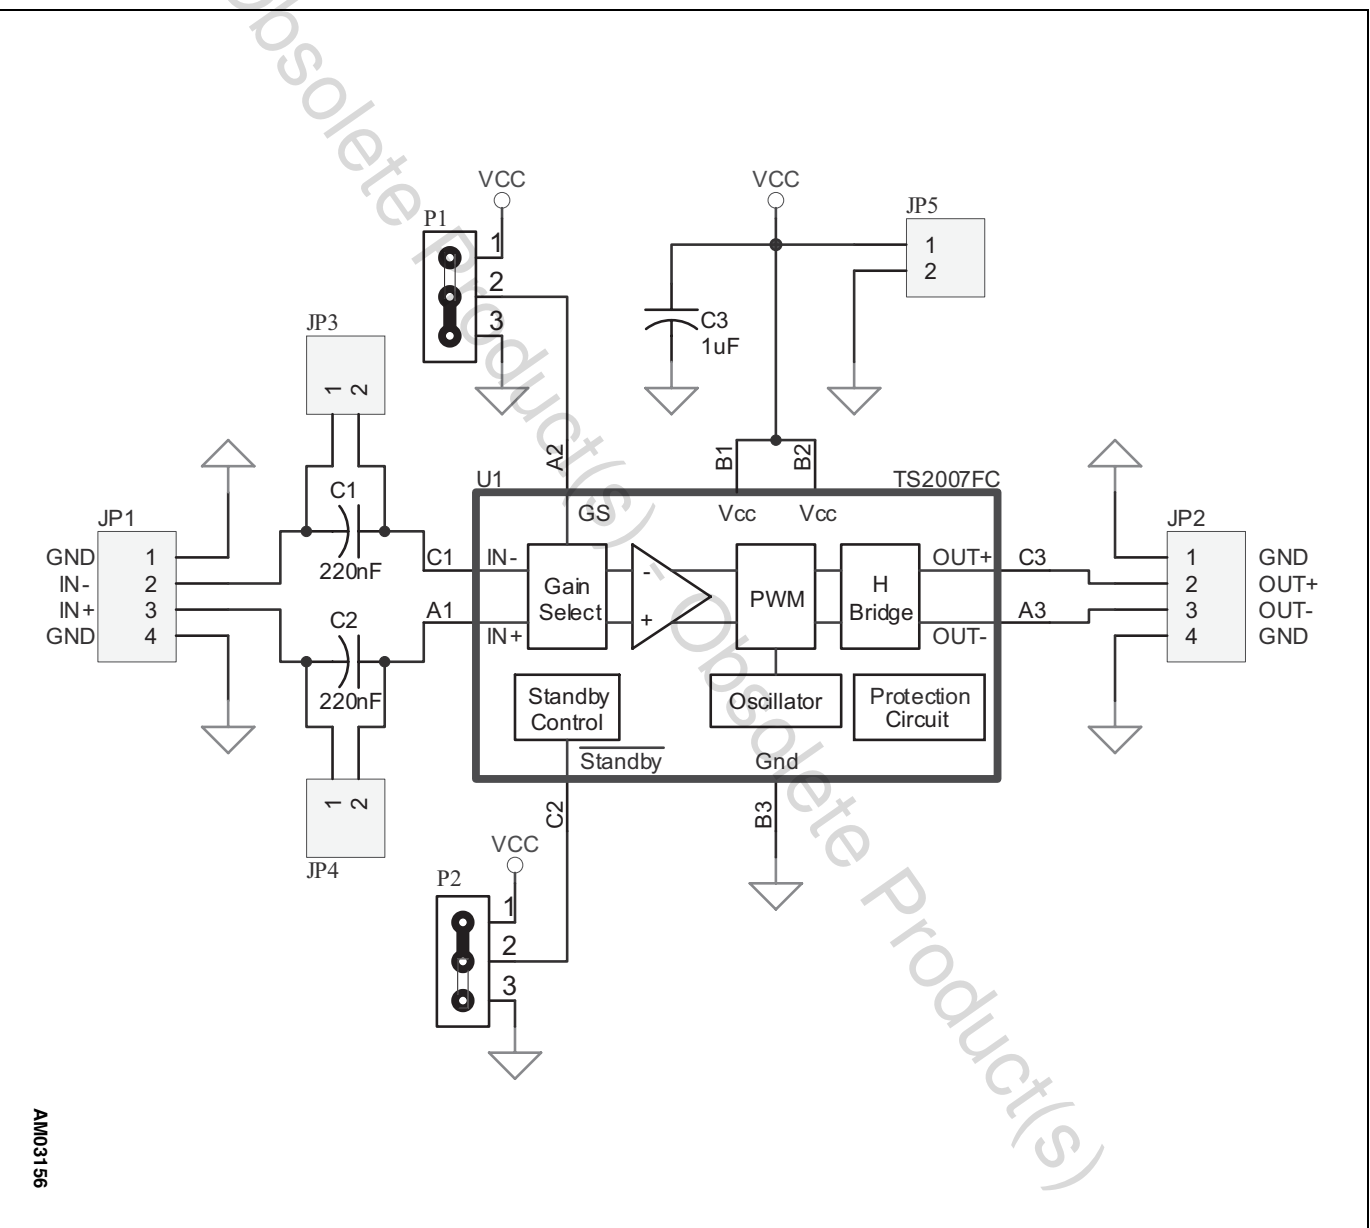 Obsolete Product(s) - Obsolete Product(s)
VCC
P1
1
2
3
VCC
JP5
1
2
C3
1uF
JP3
1 2
A2
B1
B2
U1
TS2007FC
GS
Vcc
Vcc
JP1
GND 1
IN- 2
IN+ 3
GND 4
C1
220nF
C2
220nF
C1
A1
IN-
IN+
Gain
Select
-
+
PWM
H
Bridge
OUT+
OUT-
C3
A3
JP2
1 GND
2 OUT+
3 OUT-
4 GND
Standby
Control
Oscillator
Protection
Circuit
Standby
Gnd
1 2
JP4
C2
B3
VCC
P2
1
2
3
AM03156